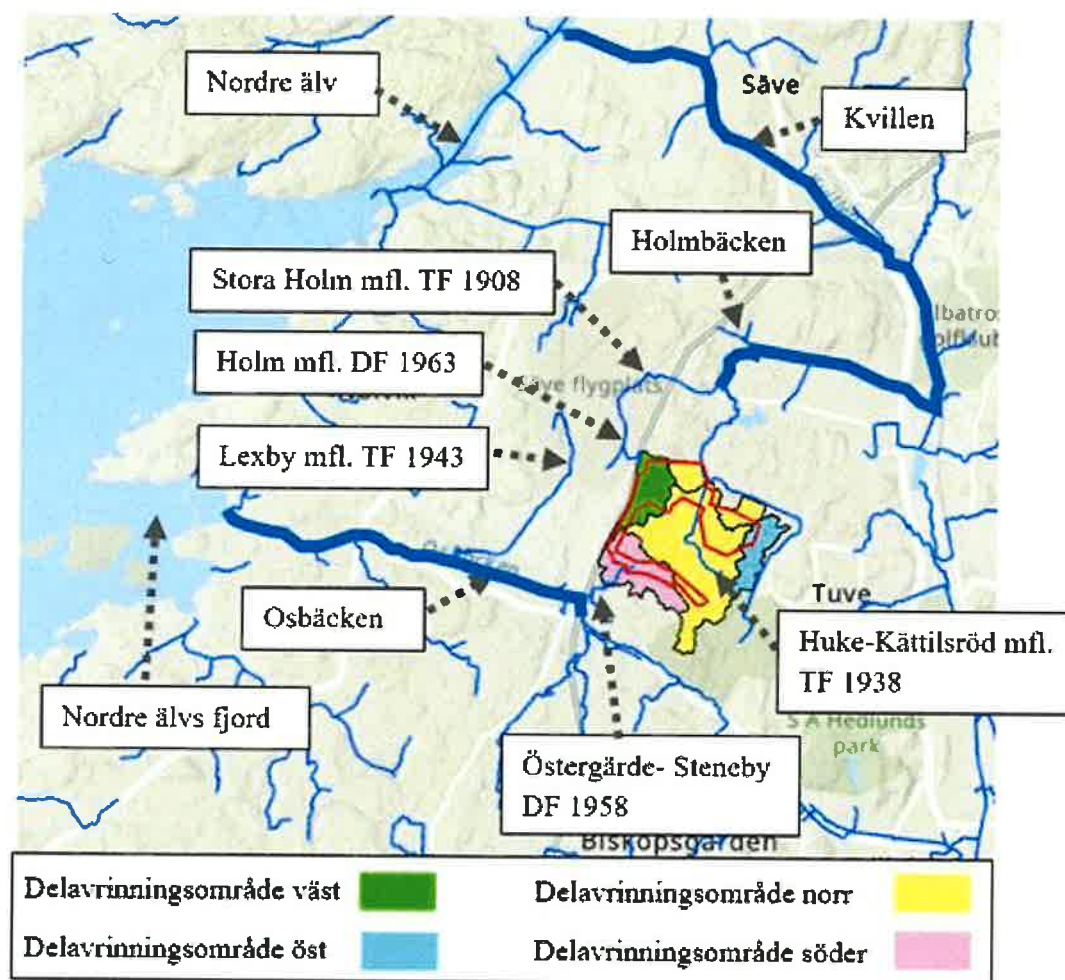 Nordre älv
Säve
Kvillen
Holmbäcken
Stora Holm mfl. TF 1908
Holm mfl. DF 1963
Säve flygplats
Lexby mfl. TF 1943
Osbäcken
Tuve
Huke-Kättilsröd mfl.
TF 1938
Nordre älvs fjord
S A Hedlunds
park
Östergärde- Steneby
DF 1958
Biskopsgården
Delavrinningsområde väst
Delavrinningsområde norr
Delavrinningsområde öst
Delavrinningsområde söder